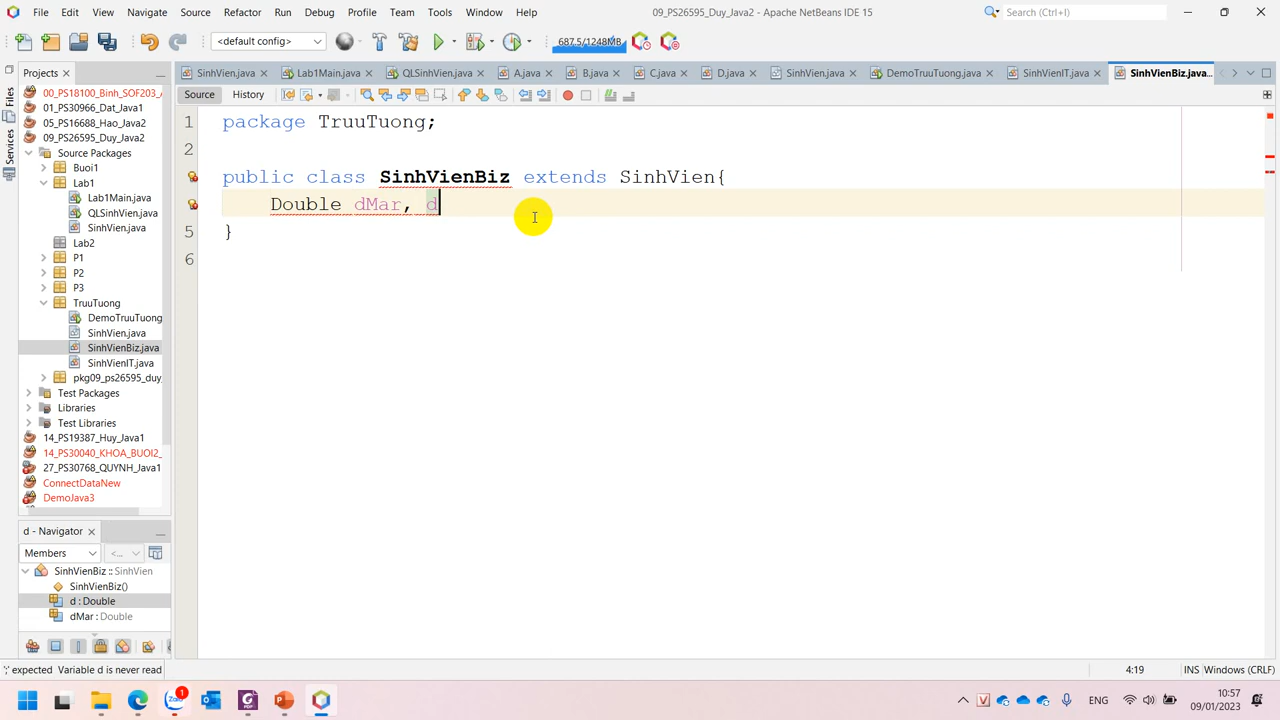 File Edit View Navigate Source Refactor Run Debug Profile Team Tools Window Help
09_PS26595_Duy_Java2 - Apache NetBeans IDE 15
Search (Ctrl+I)
<default config>
687.5/1248MB
Projects
SinhVien.java
Lab1Main.java
QLSinhVien.java
A.java
B.java
C.java
D.java
SinhVien.java
DemoTruuTuong.java
SinhVienIT.java
SinhVienBiz.java...
Files
Services
00_PS18100_Binh_SOF203_
01_PS30966_Dat_Java1
05_PS16688_Hao_Java2
09_PS26595_Duy_Java2
Source Packages
Buoi1
Lab1
Lab1Main.java
QLSinhVien.java
SinhVien.java
Lab2
P1
P2
P3
TruuTuong
DemoTruuTuong
SinhVien.java
SinhVienBiz.java
SinhVienIT.java
pkg09_ps26595_duy_
Test Packages
Libraries
Test Libraries
14_PS19387_Huy_Java1
14_PS30040_KHOA_BUOI2_
27_PS30768_QUYNH_Java1
ConnectDataNew
DemoJava3
Source History
1 package TruuTuong;
2
public class SinhVienBiz extends SinhVien{
Double dMar, d
5 }
6
d - Navigator
Members
<...
SinhVienBiz :: SinhVien
SinhVienBiz()
d : Double
dMar : Double
';' expected Variable d is never read
4:19
INS
Windows (CRLF)
Zalo
1
ENG
10:57
09/01/2023